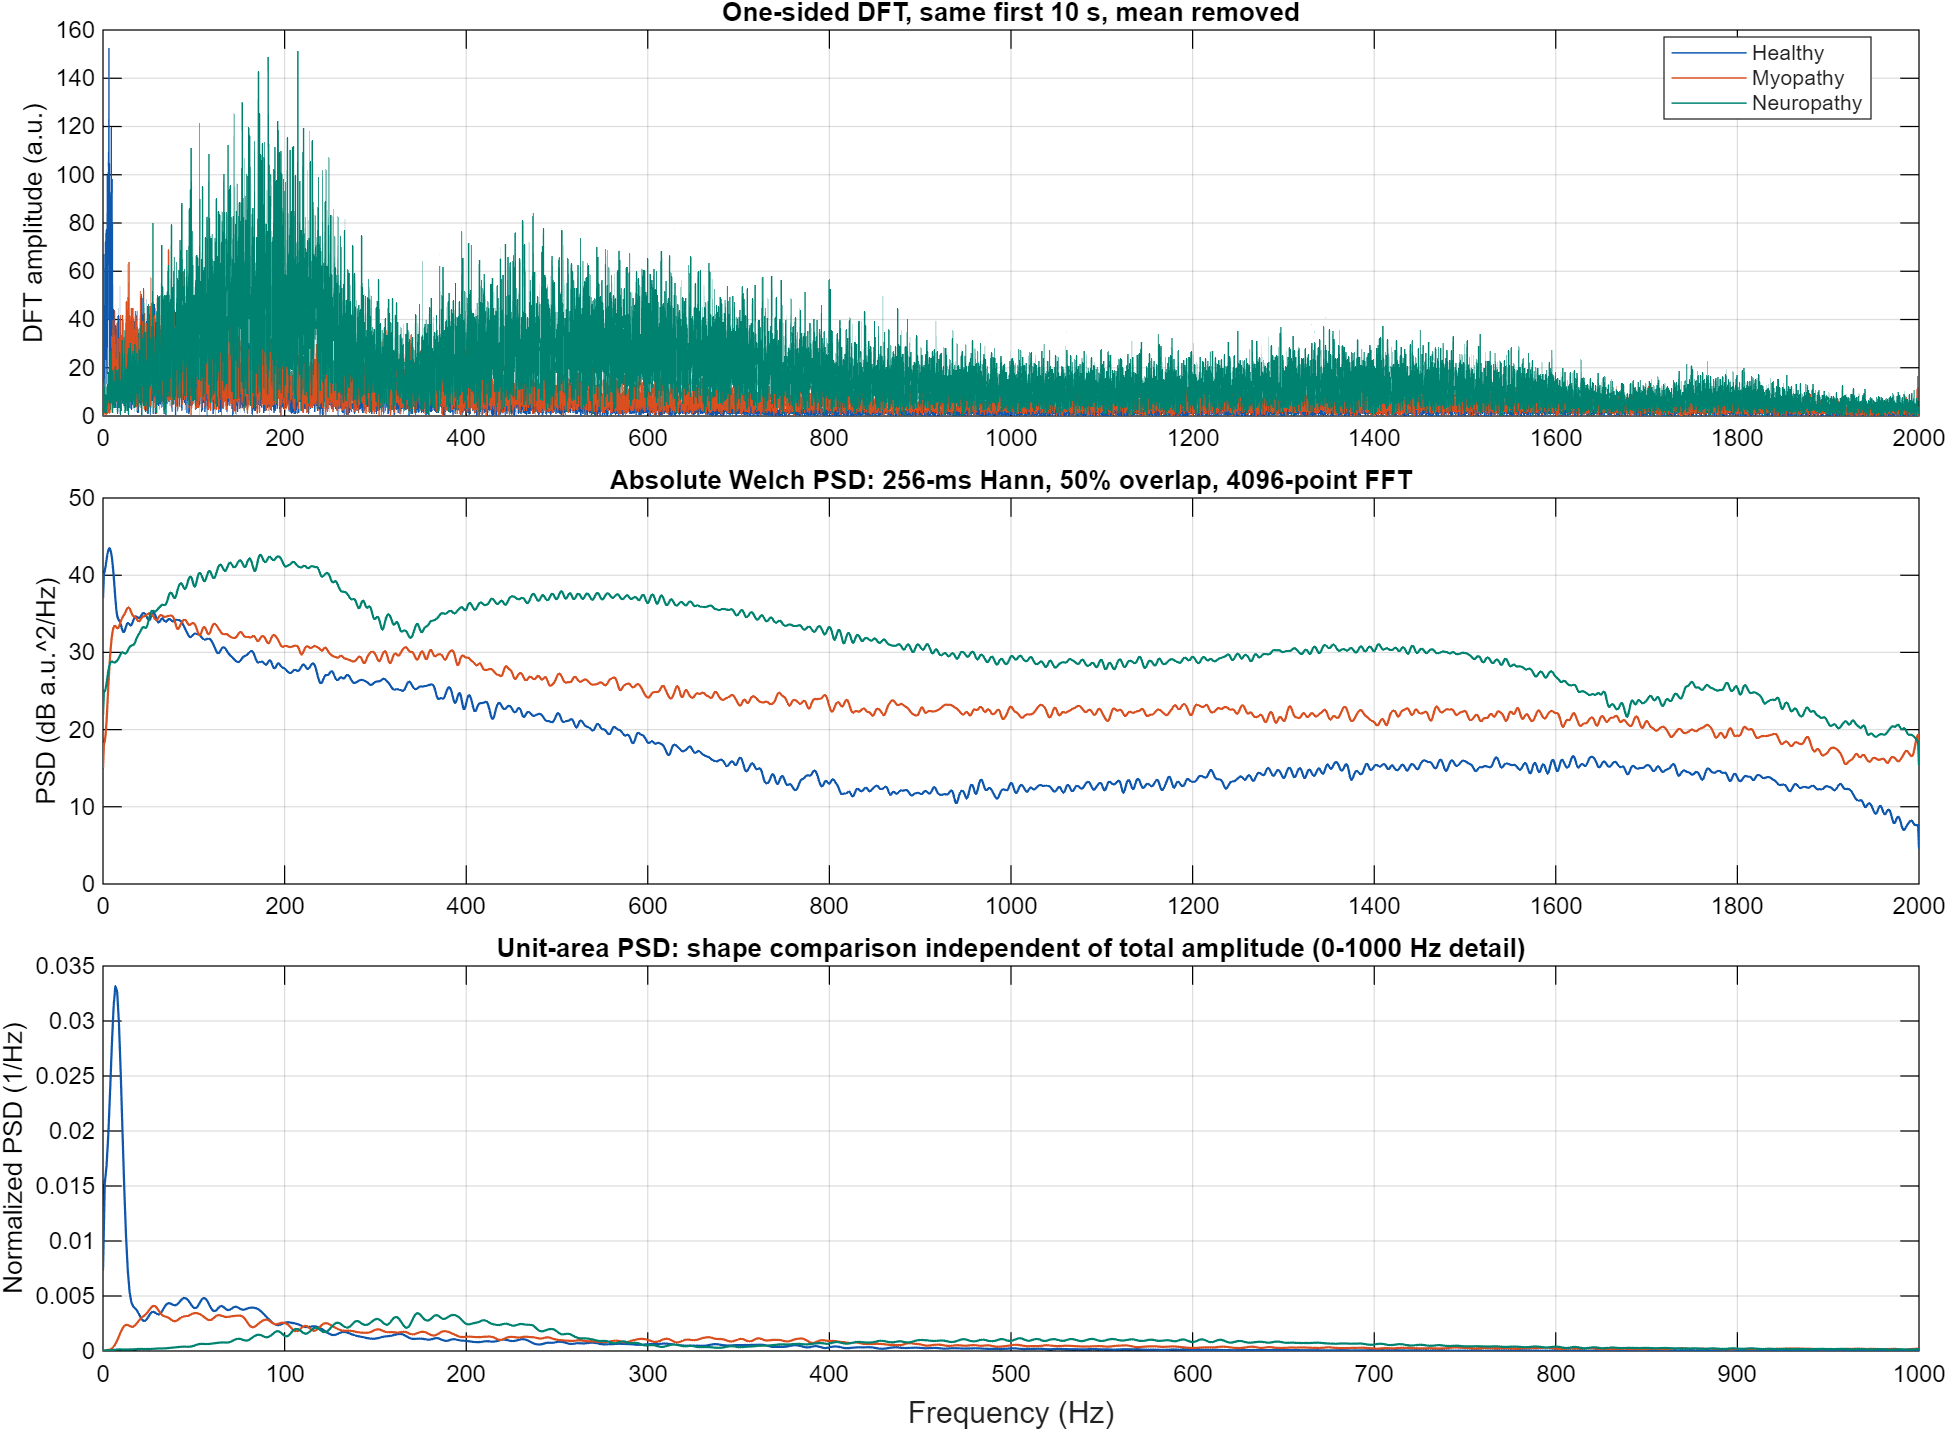 One-sided DFT, same first 10 s, mean removed
DFT amplitude (a.u.)
160
140
120
100
80
60
40
20
0
0 200 400 600 800 1000 1200 1400 1600 1800 2000
Healthy
Myopathy
Neuropathy
Absolute Welch PSD: 256-ms Hann, 50% overlap, 4096-point FFT
PSD (dB a.u.^2/Hz)
50
40
30
20
10
0
0 200 400 600 800 1000 1200 1400 1600 1800 2000
Unit-area PSD: shape comparison independent of total amplitude (0-1000 Hz detail)
Normalized PSD (1/Hz)
0.035
0.03
0.025
0.02
0.015
0.01
0.005
0
0 100 200 300 400 500 600 700 800 900 1000
Frequency (Hz)